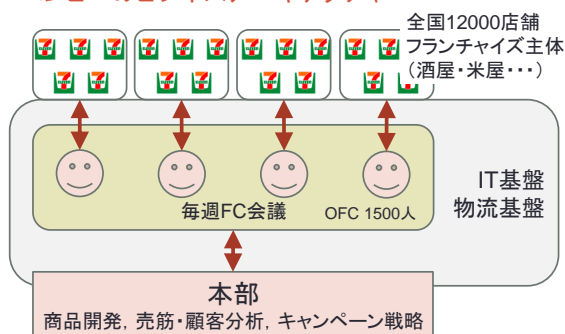 全国12000店舗
フランチャイズ主体
(酒屋・米屋・・・)
IT基盤
物流基盤
毎週FC会議
OFC 1500人
本部
商品開発, 売筋・顧客分析, キャンペーン戦略